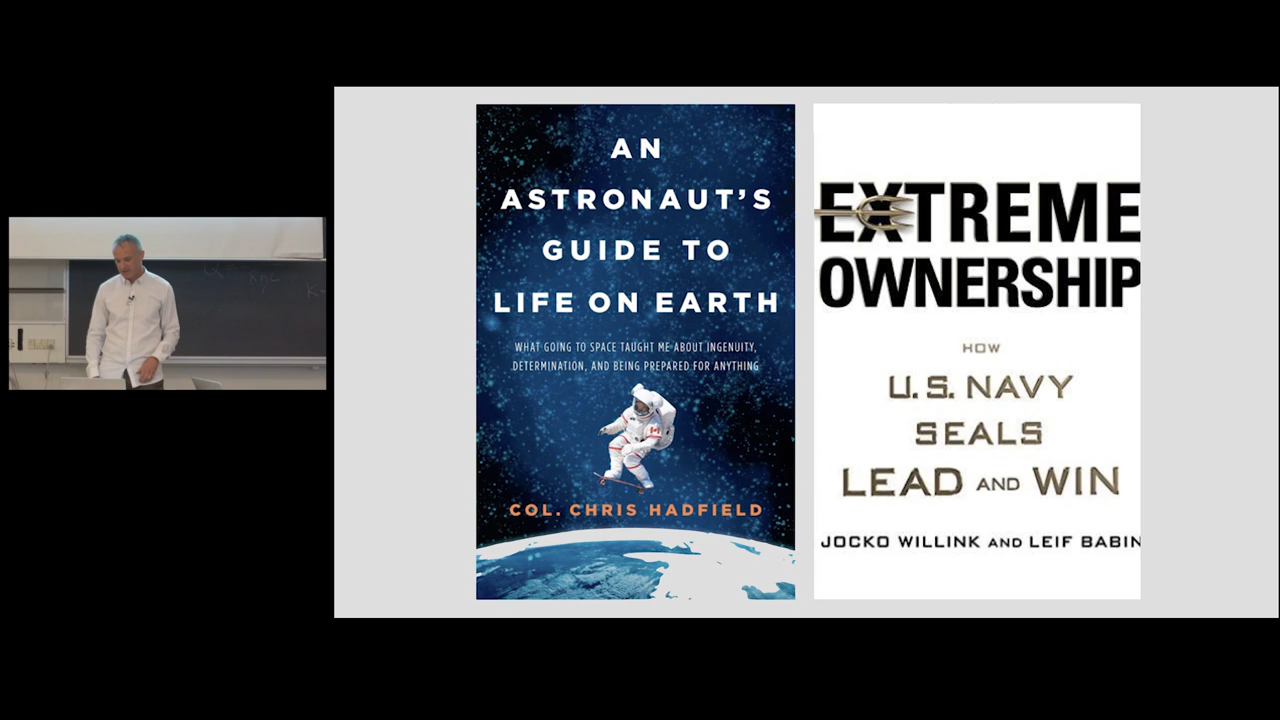 AN
ASTRONAUT'S
GUIDE TO
LIFE ON EARTH
WHAT GOING TO SPACE TAUGHT ME ABOUT INGENUITY,
DETERMINATION, AND BEING PREPARED FOR ANYTHING
COL. CHRIS HADFIELD
EXTREME
OWNERSHIP
HOW
U.S. NAVY
SEALS
LEAD AND WIN
JOCKO WILLINK AND LEIF BABIN